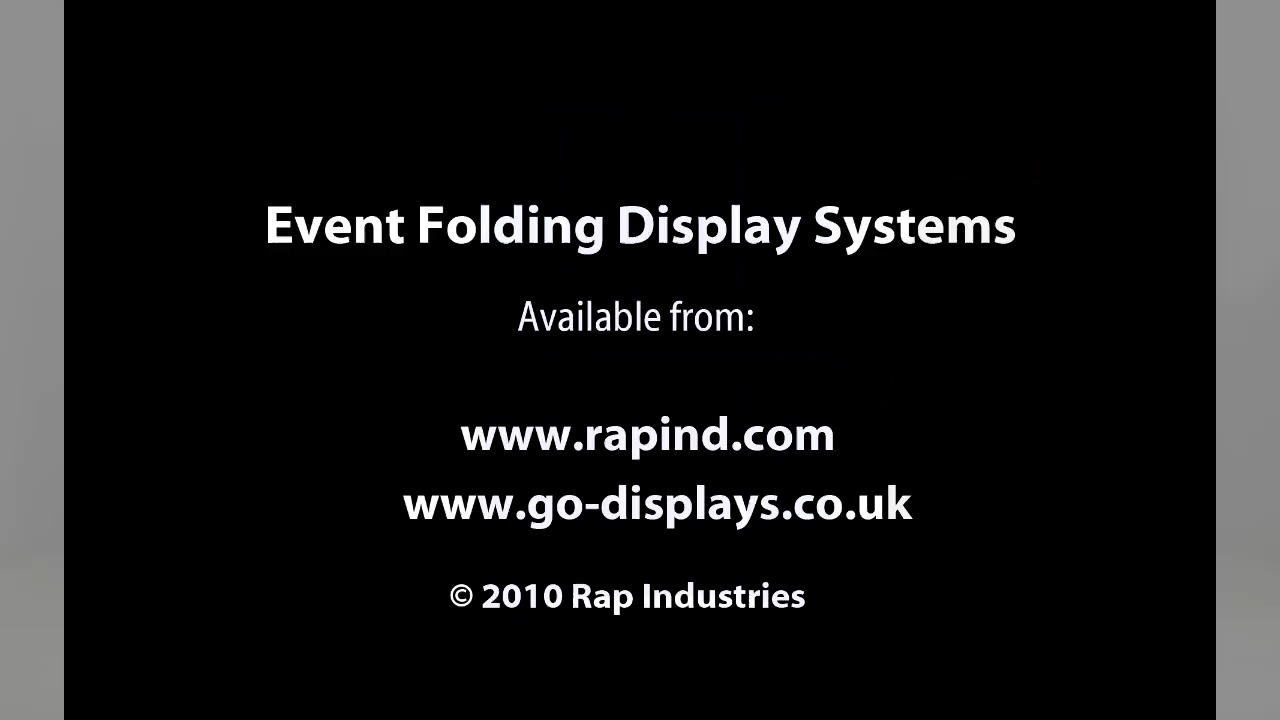 Event Folding Display Systems
Available from:
www.rapind.com
www.go-displays.co.uk
© 2010 Rap Industries